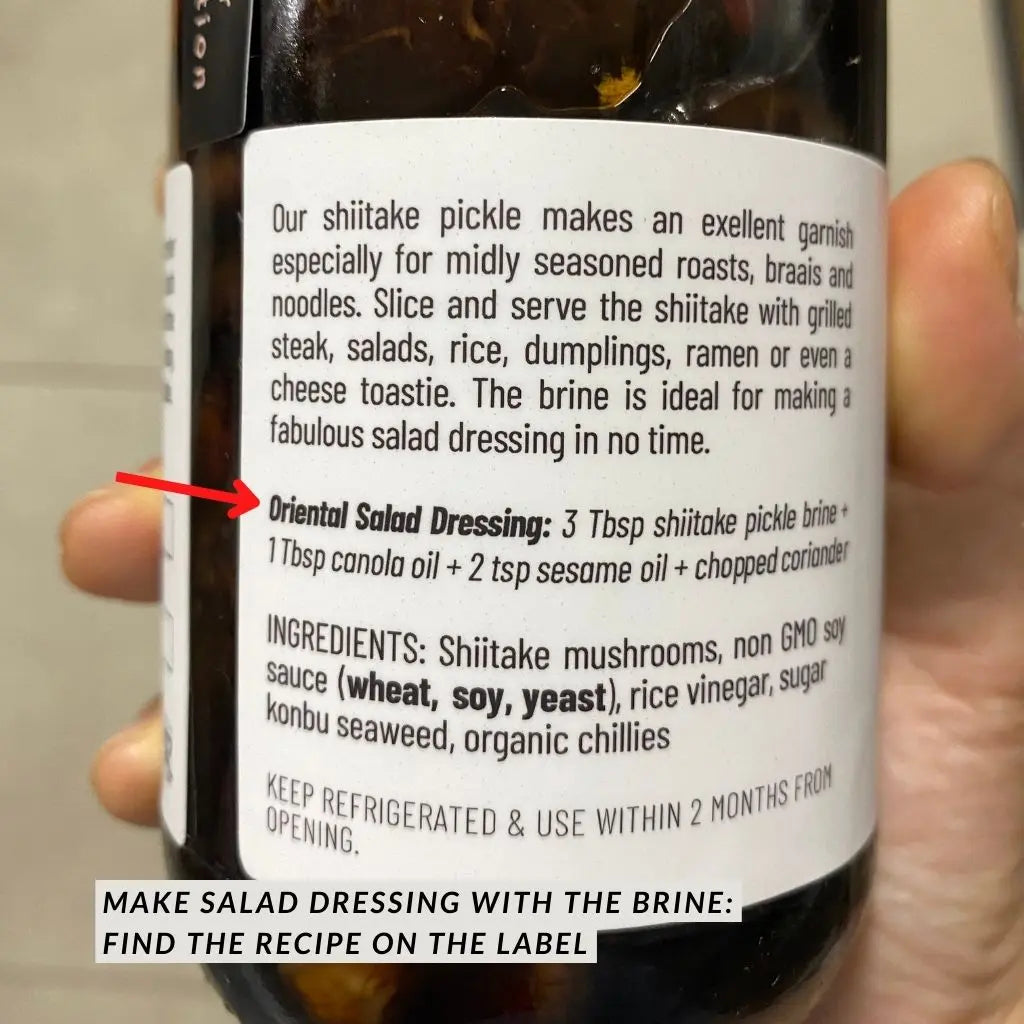 tion
Our shiitake pickle makes an exellent garnish
especially for midly seasoned roasts, braais and
noodles. Slice and serve the shiitake with grilled
steak, salads, rice, dumplings, ramen or even a
cheese toastie. The brine is ideal for making a
fabulous salad dressing in no time.
Oriental Salad Dressing: 3 Tbsp shiitake pickle brine +
1 Tbsp canola oil + 2 tsp sesame oil + chopped coriander
INGREDIENTS: Shiitake mushrooms, non GMO soy
sauce (wheat, soy, yeast), rice vinegar, sugar
konbu seaweed, organic chillies
KEEP REFRIGERATED & USE WITHIN 2 MONTHS FROM
OPENING.
MAKE SALAD DRESSING WITH THE BRINE:
FIND THE RECIPE ON THE LABEL